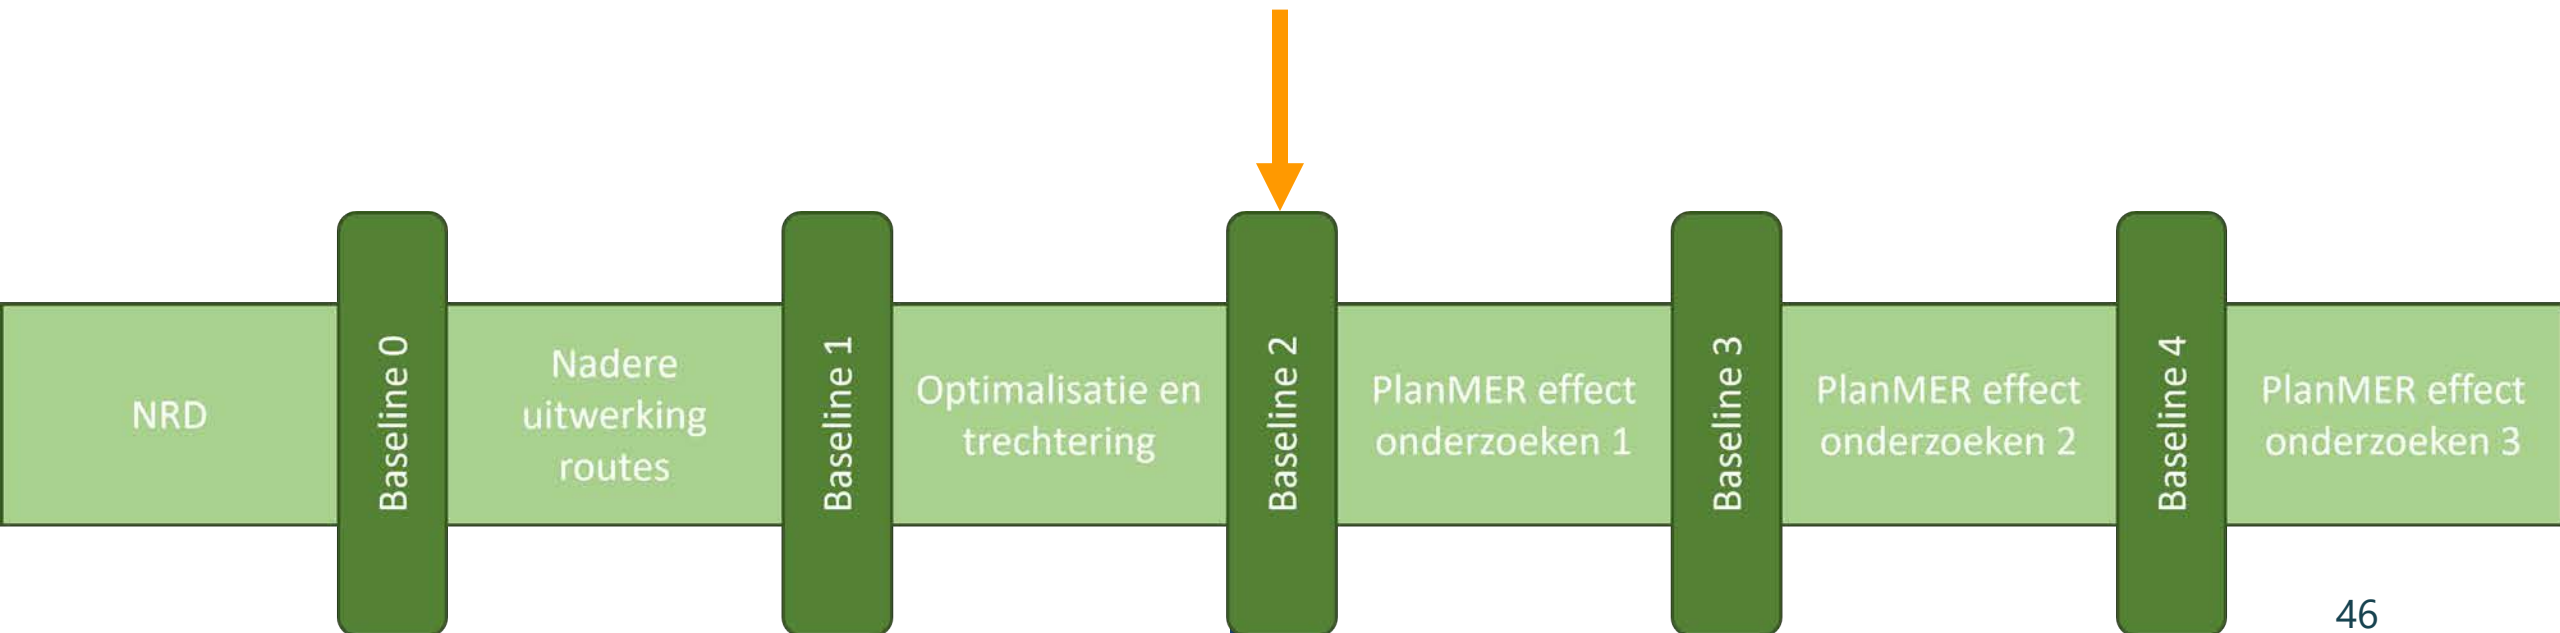 NRD
Baseline 0
Nadere
uitwerking
routes
Baseline 1
Optimalisatie en
trechtering
Baseline 2
PlanMER effect
onderzoeken 1
Baseline 3
PlanMER effect
onderzoeken 2
Baseline 4
PlanMER effect
onderzoeken 3
46